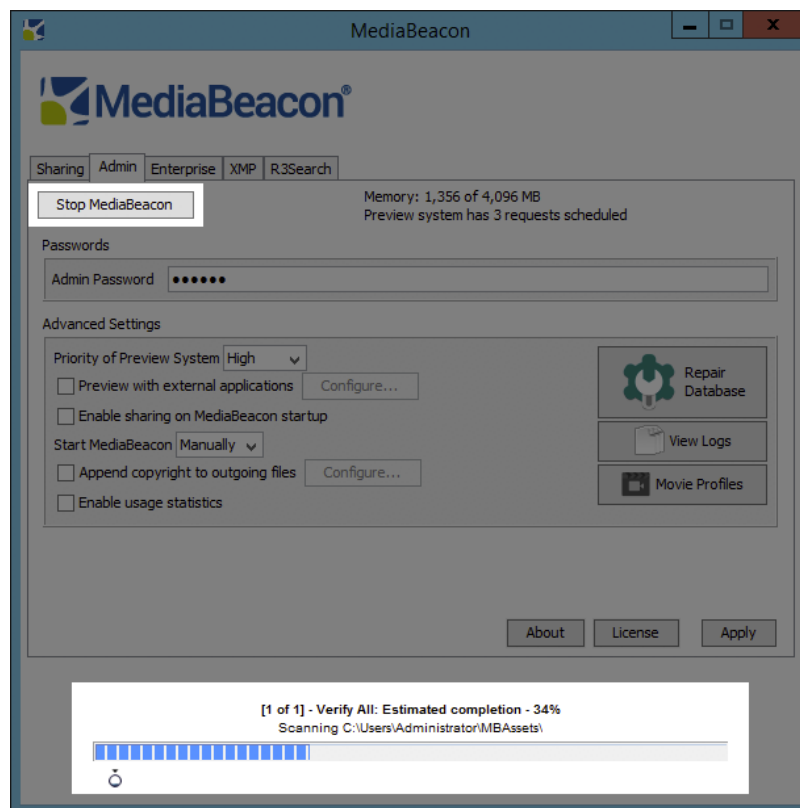 MediaBeacon
MediaBeacon®
Sharing Admin Enterprise XMP R3Search
Stop MediaBeacon
Memory: 1,356 of 4,096 MB
Preview system has 3 requests scheduled
Passwords
Admin Password ●●●●●●
Advanced Settings
Priority of Preview System High
Preview with external applications Configure...
Enable sharing on MediaBeacon startup
Start MediaBeacon Manually
Append copyright to outgoing files Configure...
Enable usage statistics
Repair
Database
View Logs
Movie Profiles
About License Apply
[1 of 1] - Verify All: Estimated completion - 34%
Scanning C:\Users\Administrator\MBAssets\